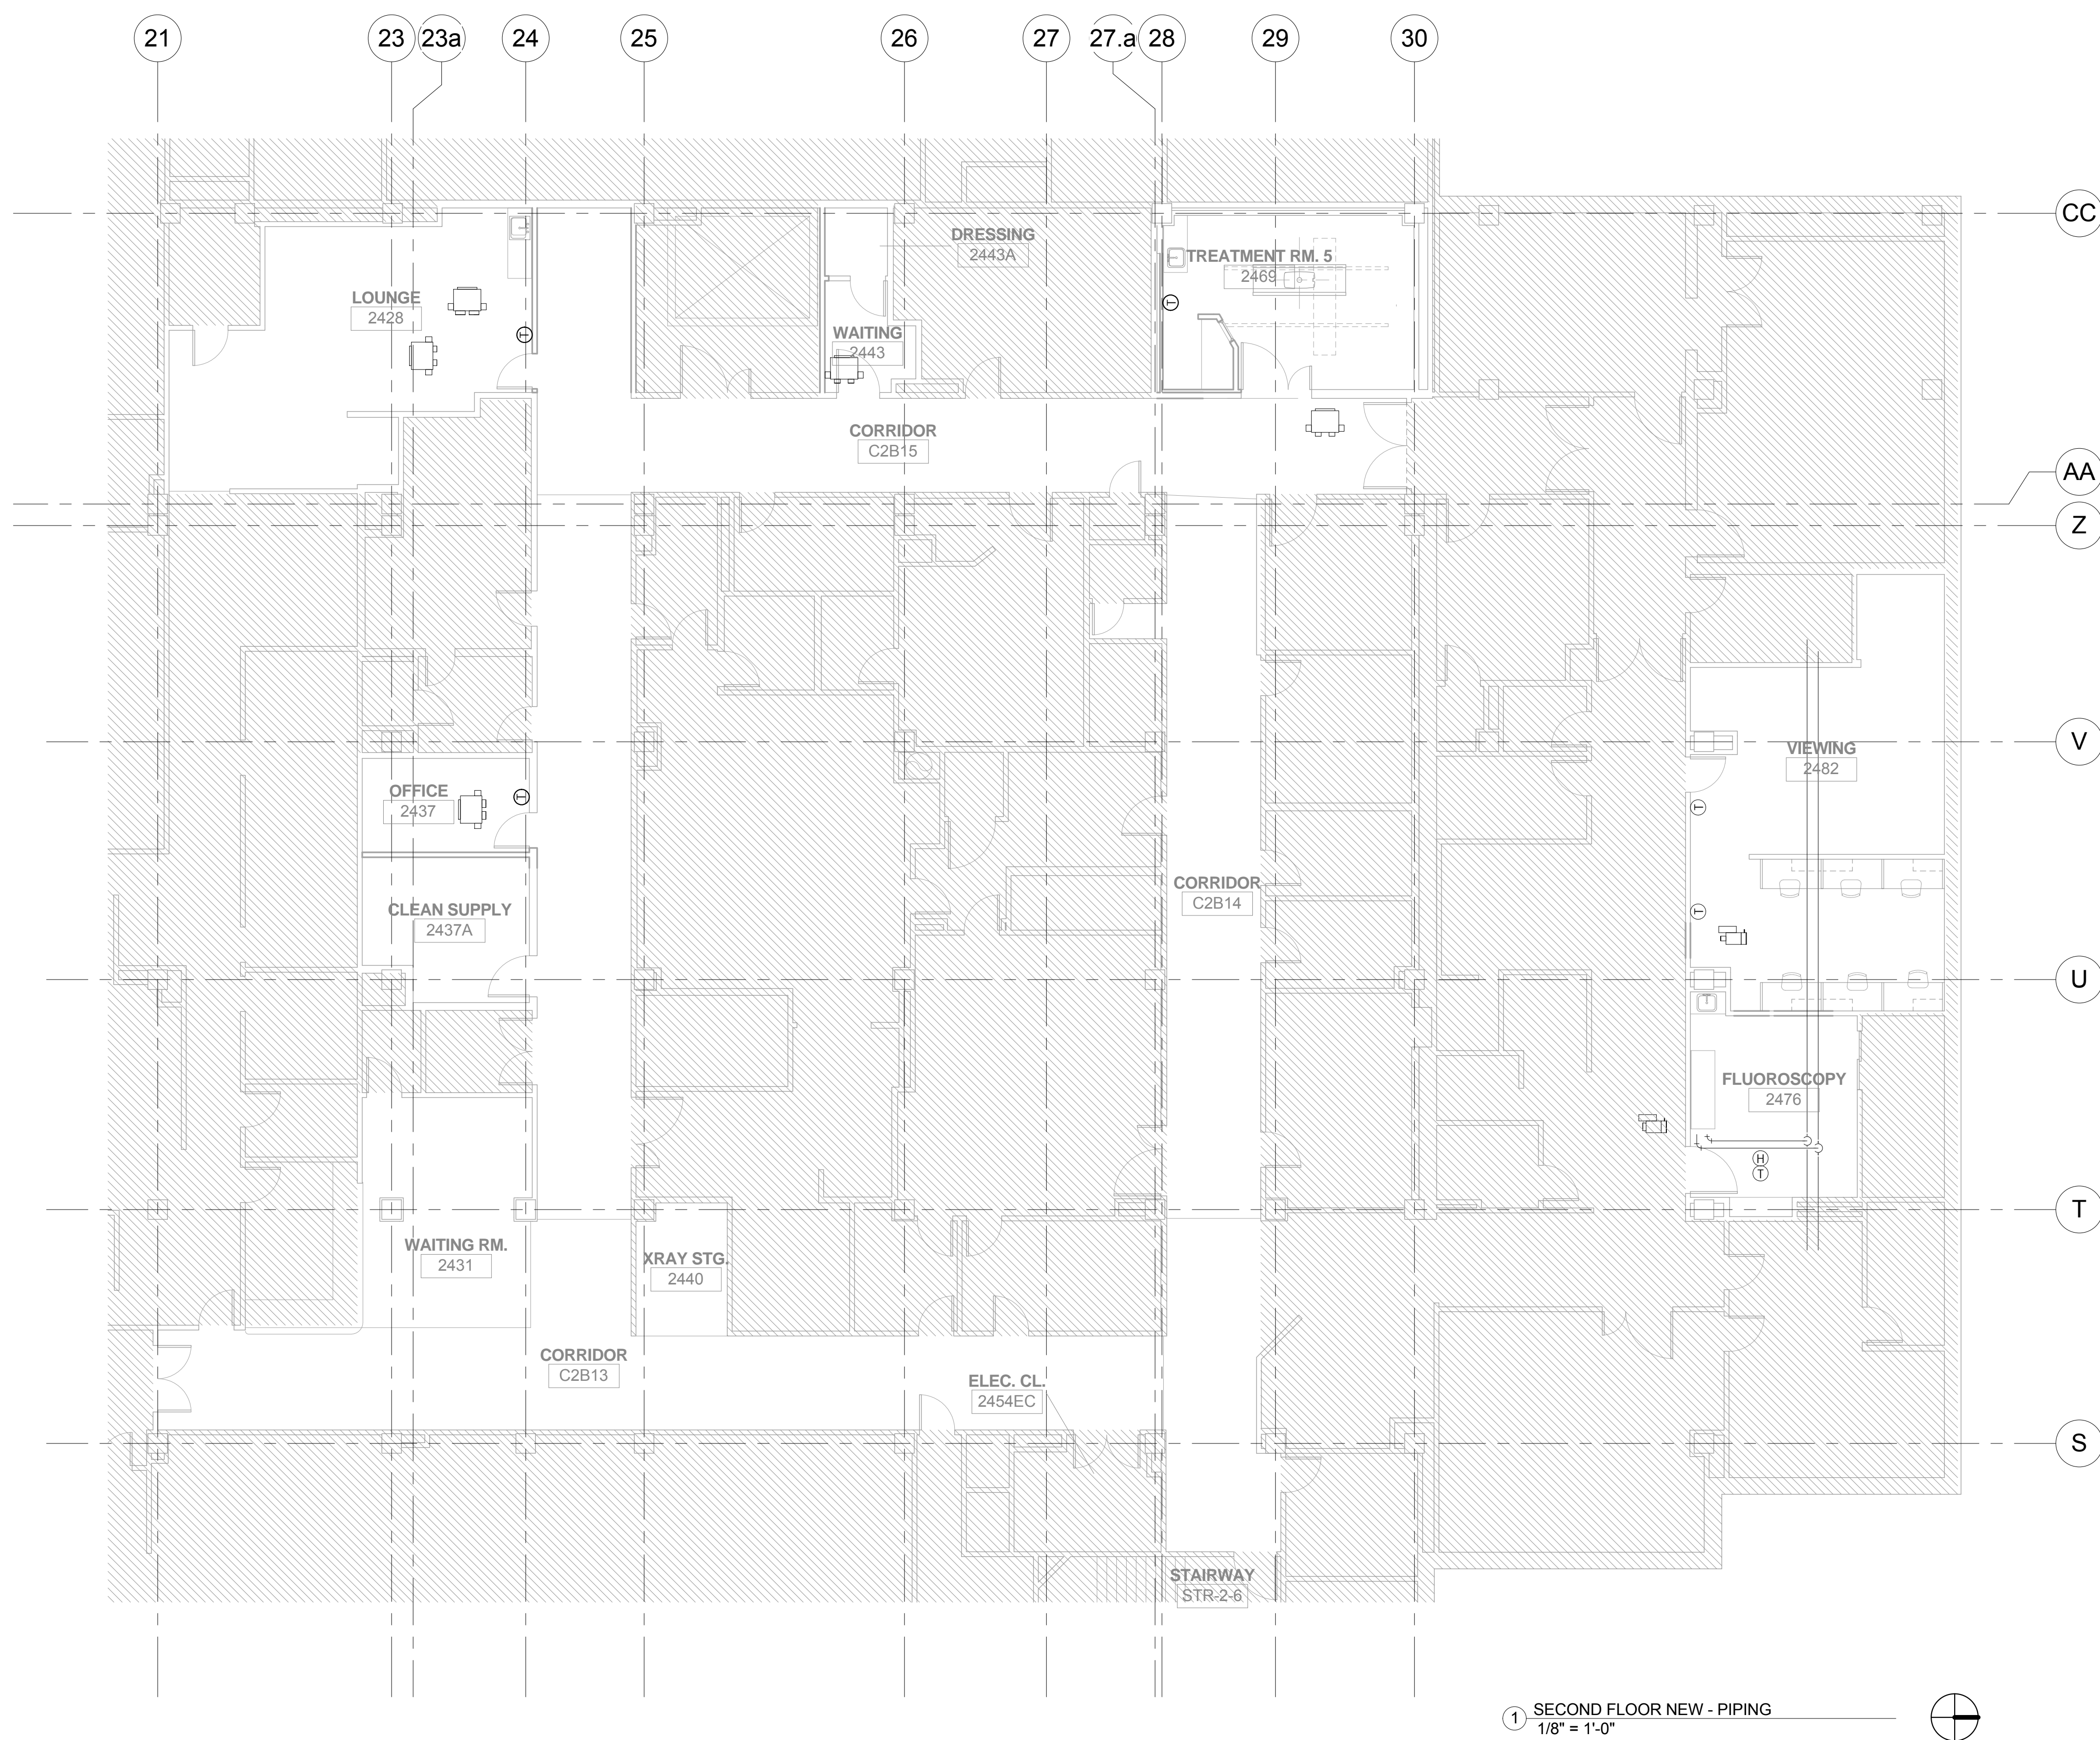 21
23
23a
24
25
26
27
27.a
28
29
30
CC
DRESSING
2443A
TREATMENT RM. 5
2469
LOUNGE
2428
T
T
WAITING
2443
CORRIDOR
C2B15
AA
Z
V
VIEWING
2482
OFFICE
2437
T
T
CORRIDOR
C2B14
CLEAN SUPPLY
2437A
T
U
FLUOROSCOPY
2476
H
T
T
WAITING RM.
2431
XRAY STG.
2440
CORRIDOR
C2B13
ELEC. CL.
2454EC
S
STAIRWAY
STR-2-6
1 SECOND FLOOR NEW - PIPING
1/8" = 1'-0"